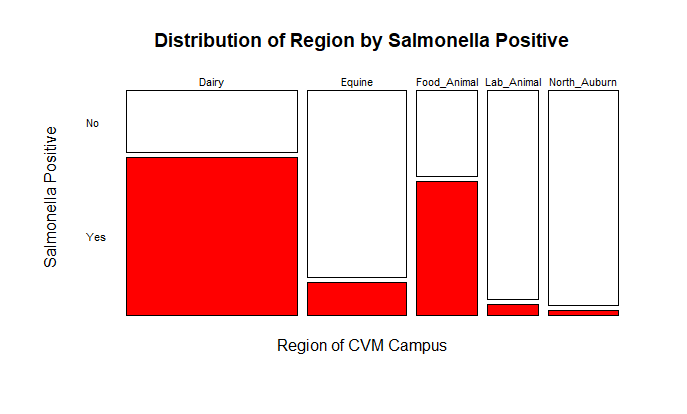 Distribution of Region by Salmonella Positive
Dairy Equine Food_Animal Lab_Animal North_Auburn
No
Yes
Salmonella Positive
Region of CVM Campus